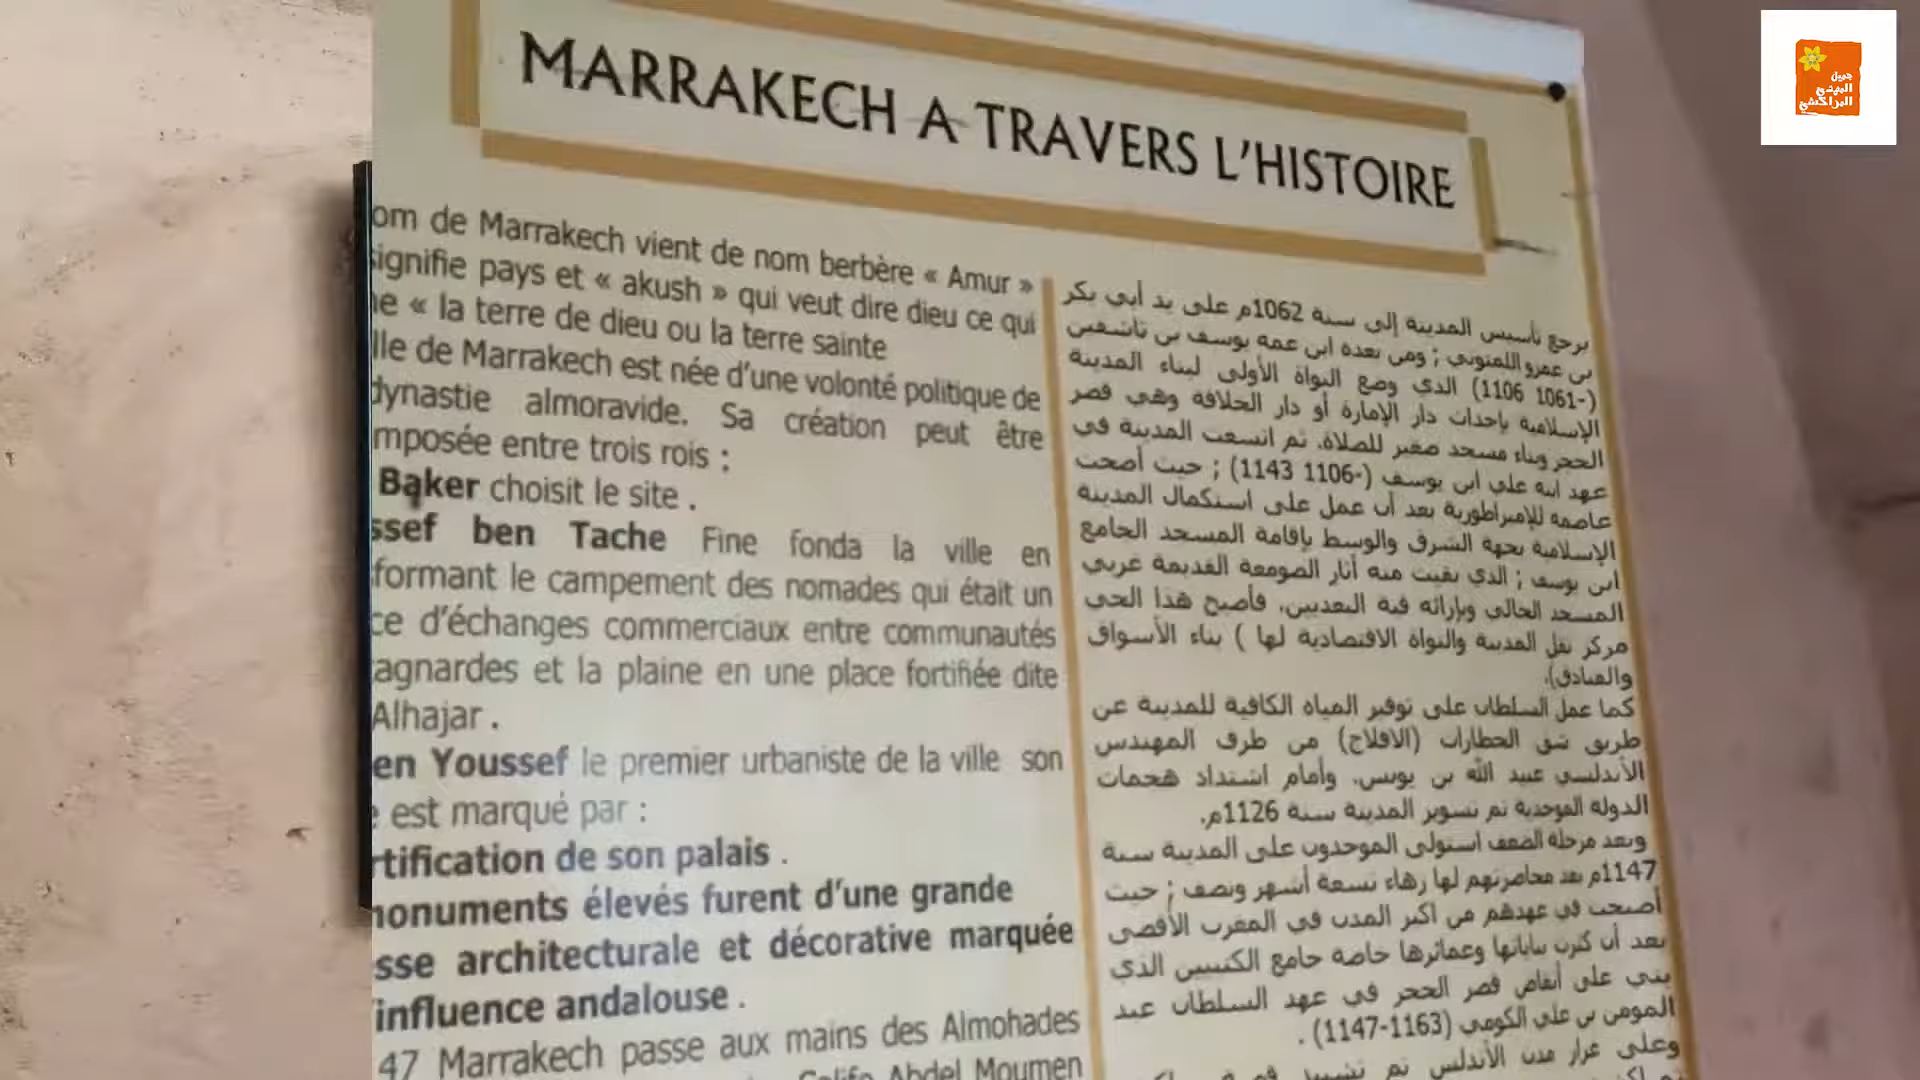 MARRAKECH A TRAVERS L'HISTOIRE
om de Marrakech vient de nom berbère « Amur »
signifie pays et « akush » qui veut dire dieu ce qui
ne « la terre de dieu ou la terre sainte
lle de Marrakech est née d'une volonté politique de
dynastie almoravide. Sa création peut être
mposée entre trois rois :
Baker choisit le site .
ssef ben Tache Fine fonda la ville en
formant le campement des nomades qui était un
ce d'échanges commerciaux entre communautés
agnardes et la plaine en une place fortifiée dite
Alhajar .
en Youssef le premier urbaniste de la ville son
e est marqué par :
rtification de son palais .
monuments élevés furent d'une grande
sse architecturale et décorative marquée
'influence andalouse .
47 Marrakech passe aux mains des Almohades
Abdel Moumen
يرجع تأسيس المدينة إلى سنة 1062م على يد أبي بكر
بن عمرو اللمتوني ; ومن بعده ابن عمه يوسف بن تاشفين
(-1061 1106) الذي وضع النواة الأولى لبناء المدينة
الإسلامية بإحداث دار الإمارة أو دار الخلافة وهي قصر
الحجر وبناء مسجد صغير للصلاة. ثم اتسعت المدينة في
عهد ابنه علي ابن يوسف (-1106 1143) ; حيث أضحت
عاصمة للإمبراطورية بعد أن عمل على استكمال المدينة
الإسلامية بجهة الشرق والوسط بإقامة المسجد الجامع
ابن يوسف ; الذي بقيت منه أثار الصومعة القديمة غربي
المسجد الحالي وبإزائه قبة البعديين. فأصبح هذا الحي
مركز ثقل المدينة والنواة الاقتصادية لها ( بناء الأسواق
والفنادق).
كما عمل السلطان على توفير المياه الكافية للمدينة عن
طريق شق الخطارات (الافلاج) من طرف المهندس
الأندلسي عبيد الله بن يونس. وأمام اشتداد هجمات
الدولة الموحدية تم تسوير المدينة سنة 1126م.
وبعد مرحلة الضعف استولى الموحدون على المدينة سنة
1147م بعد محاصرتهم لها زهاء تسعة أشهر ونصف ; حيث
أصبحت في عهدهم من اكبر المدن في المغرب الأقصى
بعد أن كثرت بناياتها وعمائرها خاصة جامع الكتبيين الذي
بني على أنقاض قصر الحجر في عهد السلطان عبد
المومن بن علي الكومي (1163-1147) .
وعلى غرار مدن الأندلس تم تشييد
جميل
المهدي
المراكشي